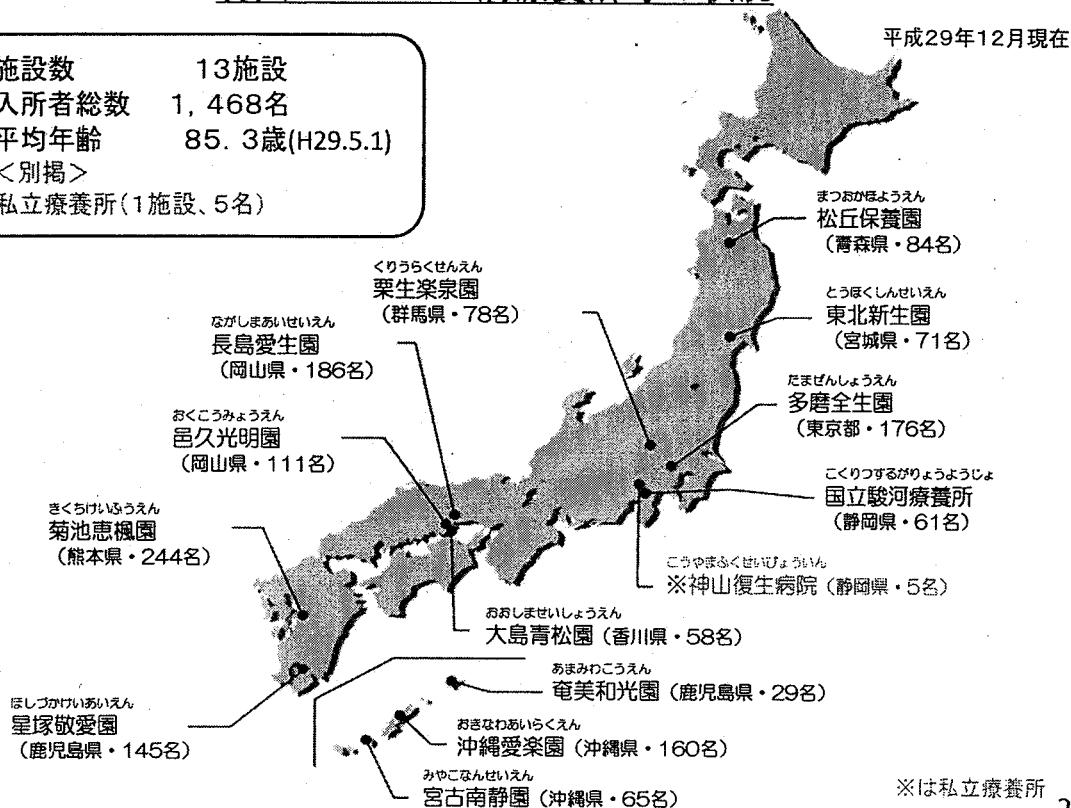 平成29年12月現在
施設数 13施設
入所者総数 1,468名
平均年齢 85.3歳(H29.5.1)
<別掲>
私立療養所(1施設、5名)
まつおかほようえん
松丘保養園
(青森県・84名)
とうほくしんせいえん
東北新生園
(宮城県・71名)
くりうらくせんえん
栗生楽泉園
(群馬県・78名)
ながしまあいせいえん
長島愛生園
(岡山県・186名)
たまぜんしょうえん
多磨全生園
(東京都・176名)
おくこうみょうえん
邑久光明園
(岡山県・111名)
こくりつするがりょうようじょ
国立駿河療養所
(静岡県・61名)
きくちけいふうえん
菊池恵楓園
(熊本県・244名)
こうやまふくせいびょういん
※神山復生病院(静岡県・5名)
おおしませいしょうえん
大島青松園(香川県・58名)
あまみわこうえん
奄美和光園(鹿児島県・29名)
ほしづかけいあいえん
星塚敬愛園
(鹿児島県・145名)
おきなわあいらくえん
沖縄愛楽園(沖縄県・160名)
みやこなんせいえん
宮古南静園(沖縄県・65名)
※は私立療養所